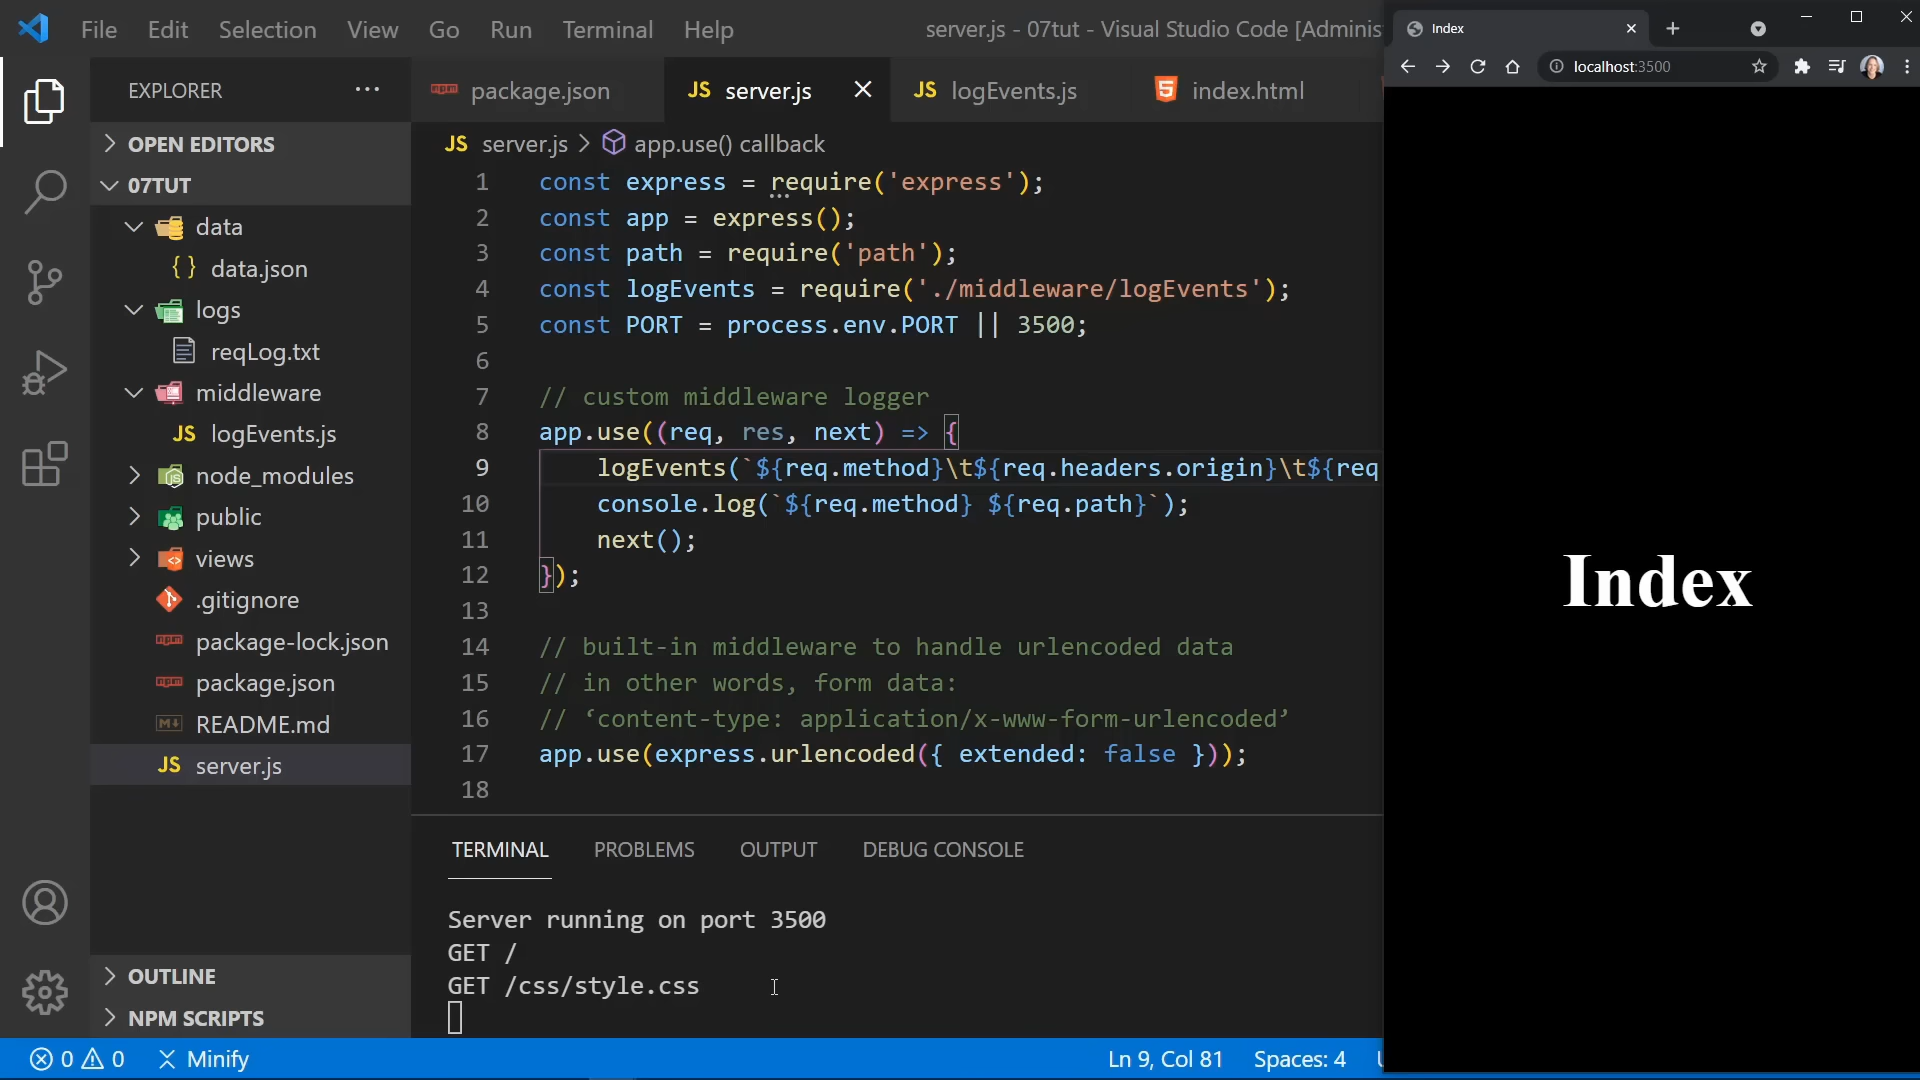 File Edit Selection View Go Run Terminal Help
server.js - 07tut - Visual Studio Code [Adminis
Index
localhost:3500
EXPLORER ...
OPEN EDITORS
07TUT
data
{ } data.json
logs
reqLog.txt
middleware
JS logEvents.js
node_modules
public
views
.gitignore
package-lock.json
package.json
README.md
JS server.js
OUTLINE
NPM SCRIPTS
package.json
JS server.js
JS logEvents.js
index.html
JS server.js > app.use() callback
1 const express = require('express');
2 const app = express();
3 const path = require('path');
4 const logEvents = require('./middleware/logEvents');
5 const PORT = process.env.PORT || 3500;
6
7 // custom middleware logger
8 app.use((req, res, next) => {
9 logEvents(`${req.method}\t${req.headers.origin}\t${req
10 console.log(`${req.method} ${req.path}`);
11 next();
12 });
13
14 // built-in middleware to handle urlencoded data
15 // in other words, form data:
16 // ‘content-type: application/x-www-form-urlencoded’
17 app.use(express.urlencoded({ extended: false }));
18
TERMINAL PROBLEMS OUTPUT DEBUG CONSOLE
Server running on port 3500
GET /
GET /css/style.css
0 0 Minify
Ln 9, Col 81 Spaces: 4
Index